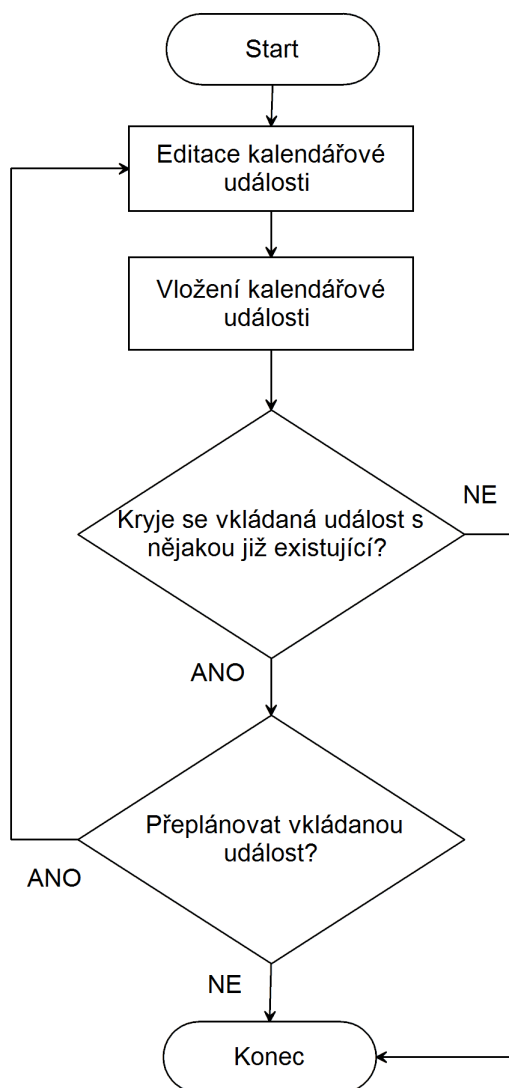 Start
Editace kalendářové
události
Vložení kalendářové
události
NE
Kryje se vkládaná událost s
nějakou již existující?
ANO
Přeplánovat vkládanou
událost?
ANO
NE
Konec